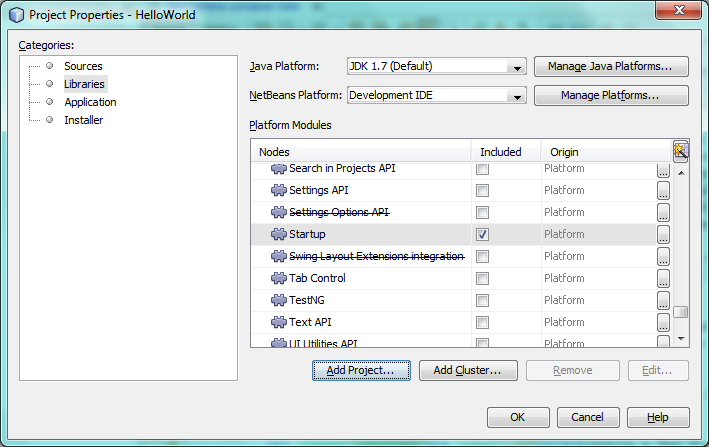 Project Properties - HelloWorld
Categories:
Sources
Libraries
Application
Installer
Java Platform: JDK 1.7 (Default) Manage Java Platforms...
NetBeans Platform: Development IDE Manage Platforms...
Platform Modules
Nodes Included Origin
Search in Projects API Platform ...
Settings API Platform ...
Settings Options API Platform ...
Startup Platform ...
Swing Layout Extensions integration Platform ...
Tab Control Platform ...
TestNG Platform ...
Text API Platform ...
UI Utilities API Platform ...
Add Project... Add Cluster... Remove Edit...
OK Cancel Help